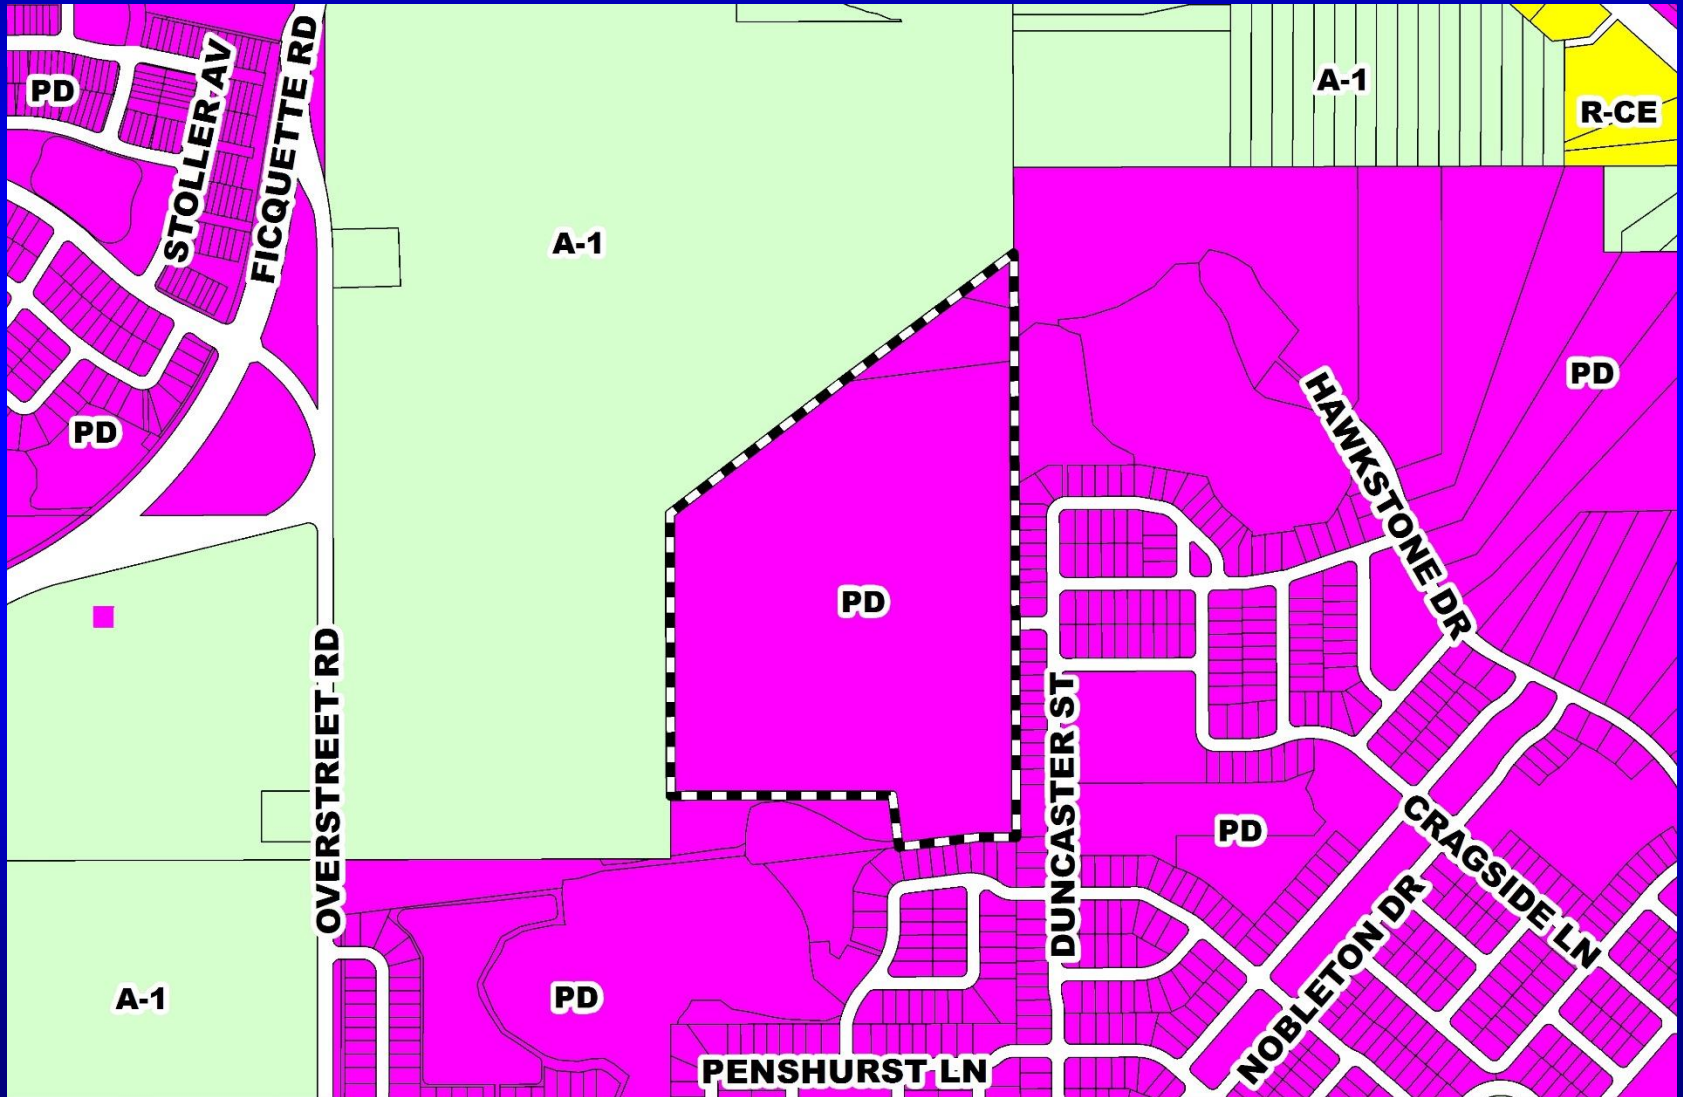 PD
STOLLER AV
FICQUETTE RD
A-1
R-CE
A-1
PD
HAWKSTONE DR
PD
PD
OVERSTREET RD
DUNCASTER ST
PD
CRAGSIDE LN
NOBLETON DR
A-1
PD
PENSHURST LN